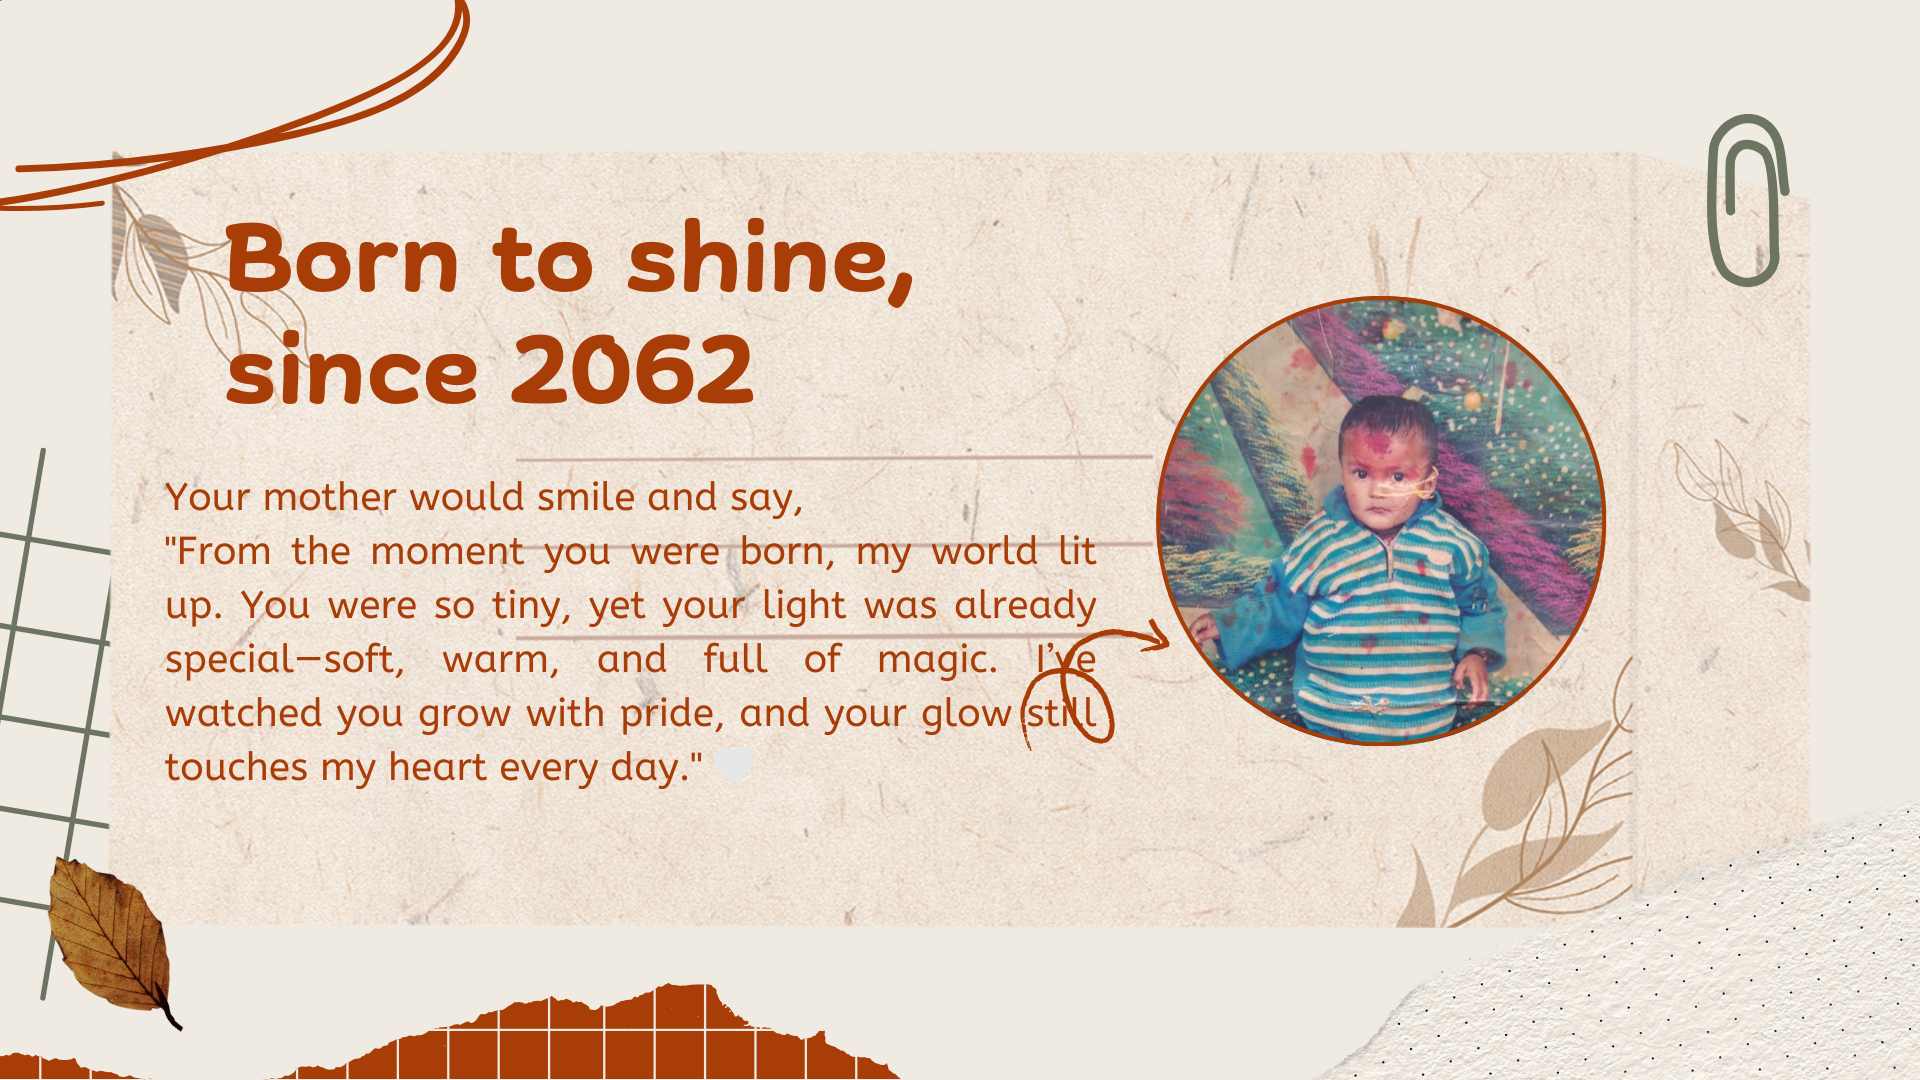 Born to shine,
since 2062
Your mother would smile and say,
"From the moment you were born, my world lit
up. You were so tiny, yet your light was already
special—soft, warm, and full of magic. I’ve
watched you grow with pride, and your glow still
touches my heart every day."